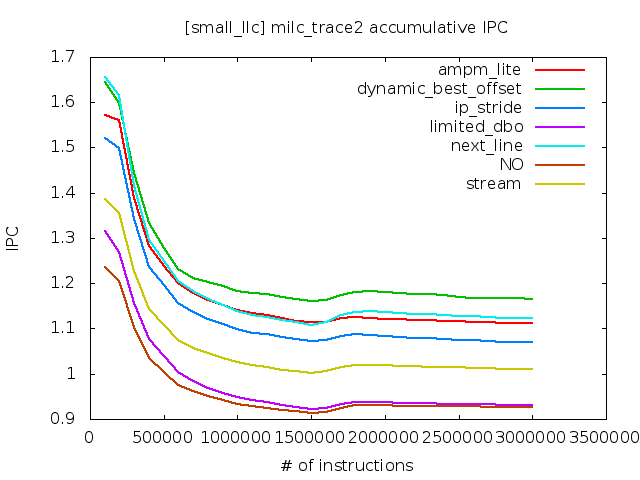 [small_llc] milc_trace2 accumulative IPC
1.7
1.6
1.5
1.4
1.3
1.2
1.1
1
0.9
IPC
ampm_lite
dynamic_best_offset
ip_stride
limited_dbo
next_line
NO
stream
0 500000 1000000 1500000 2000000 2500000 3000000 3500000
# of instructions